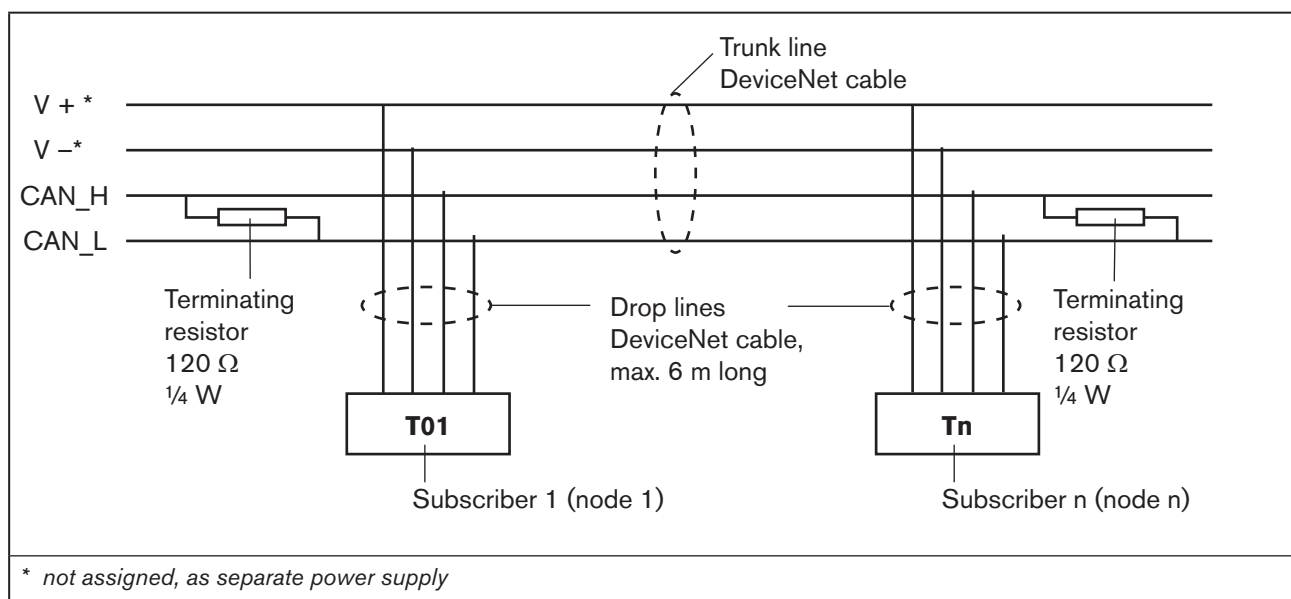 Trunk line
DeviceNet cable
V + *
V –*
CAN_H
CAN_L
Terminating
resistor
120 Ω
¼ W
Drop lines
DeviceNet cable,
max. 6 m long
Terminating
resistor
120 Ω
¼ W
T01
Tn
Subscriber 1 (node 1)
Subscriber n (node n)
* not assigned, as separate power supply